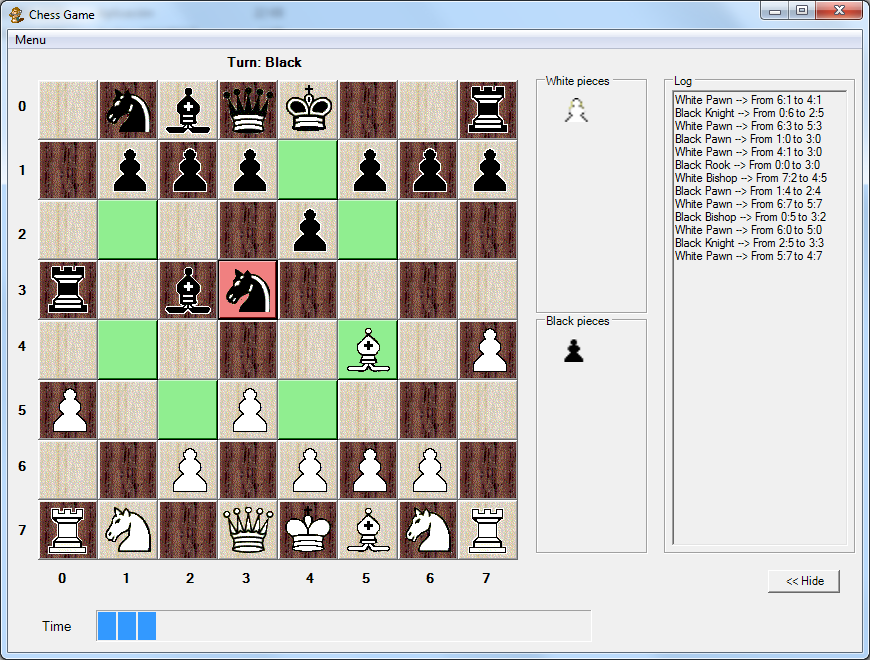 Chess Game
Menu
Turn: Black
White pieces
Log
0
1
2
3
4
5
6
7
White Pawn --> From 6:1 to 4:1
Black Knight --> From 0:6 to 2:5
White Pawn --> From 6:3 to 5:3
Black Pawn --> From 1:0 to 3:0
White Pawn --> From 4:1 to 3:0
Black Rook --> From 0:0 to 3:0
White Bishop --> From 7:2 to 4:5
Black Pawn --> From 1:4 to 2:4
White Pawn --> From 6:7 to 5:7
Black Bishop --> From 0:5 to 3:2
White Pawn --> From 6:0 to 5:0
Black Knight --> From 2:5 to 3:3
White Pawn --> From 5:7 to 4:7
Black pieces
0 1 2 3 4 5 6 7
<< Hide
Time